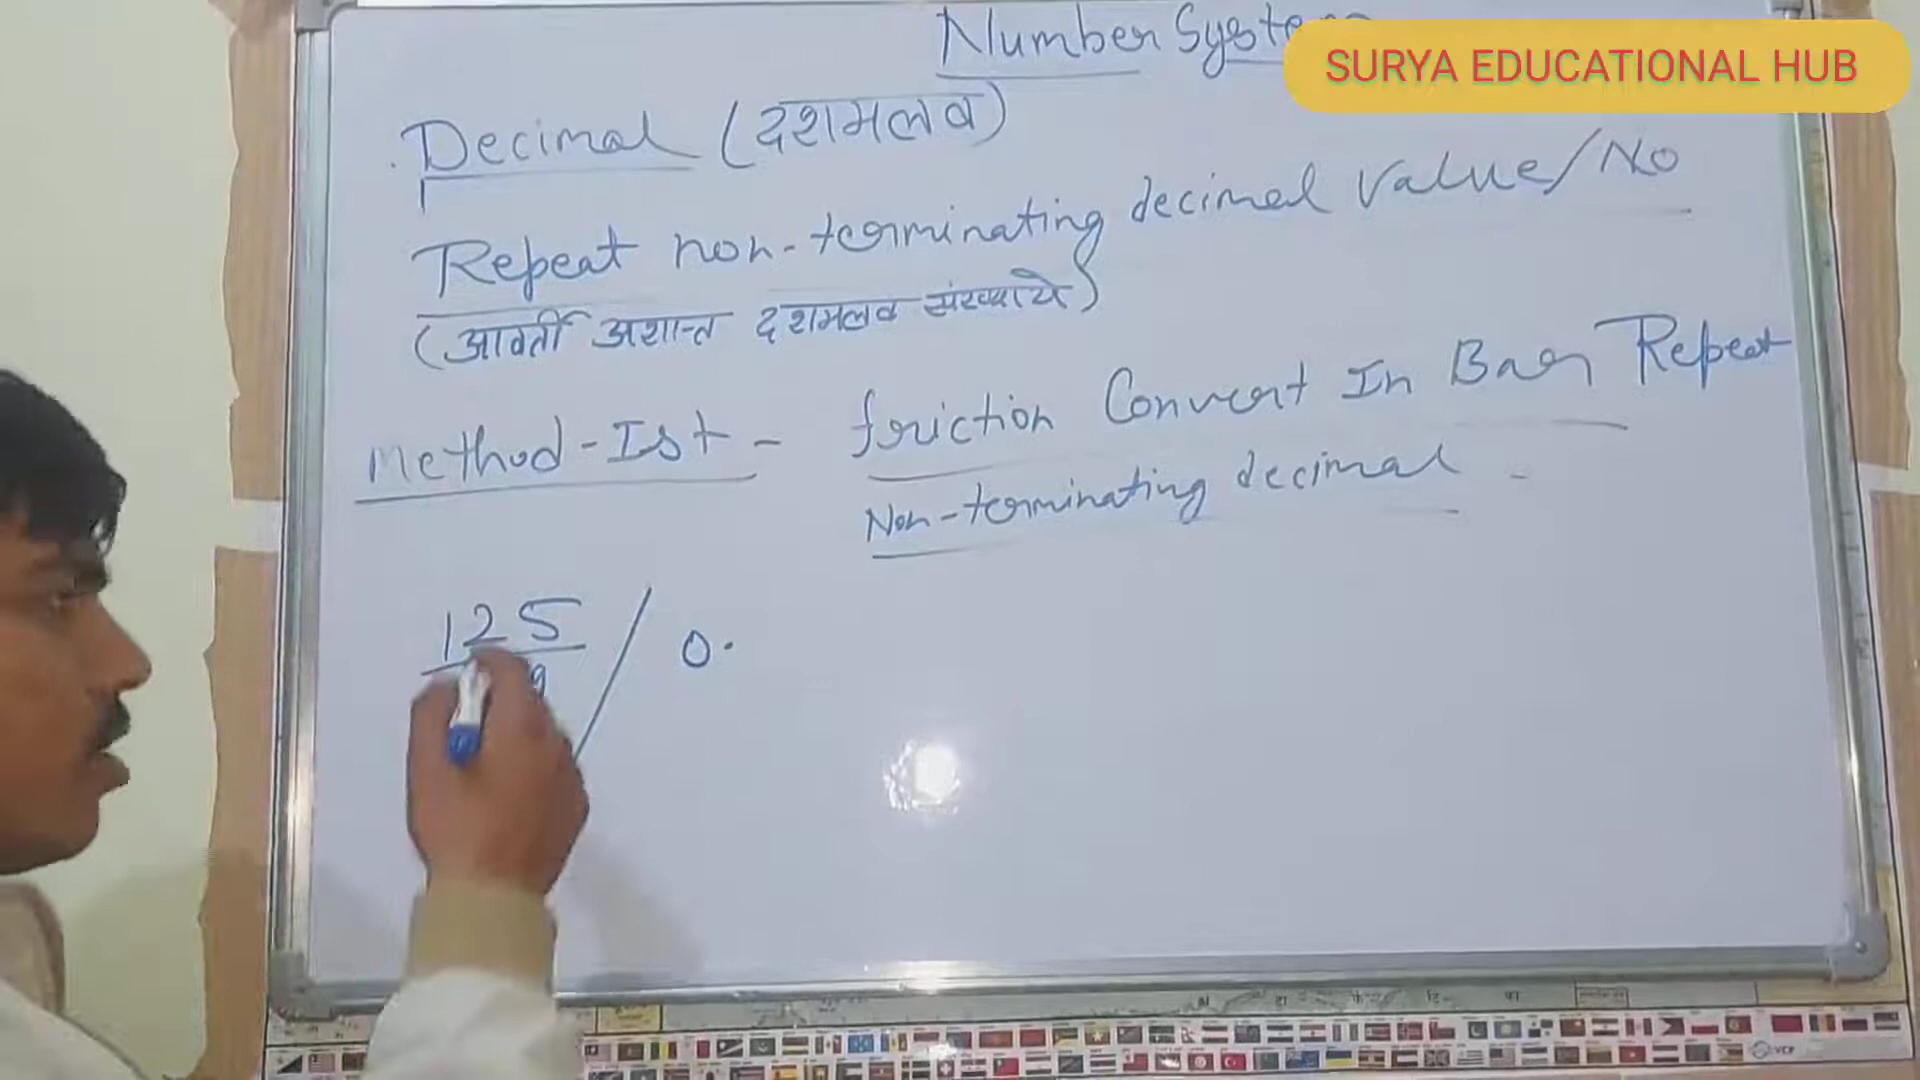 Number System
SURYA EDUCATIONAL HUB
Decimal (दशमलव)
Repeat non-terminating decimal value/No
(आवर्ती अशान्त दशमलव संख्याये)
Method-Ist - friction Convert In Bar Repeat
Non-terminating decimal -
125 / 0.
9